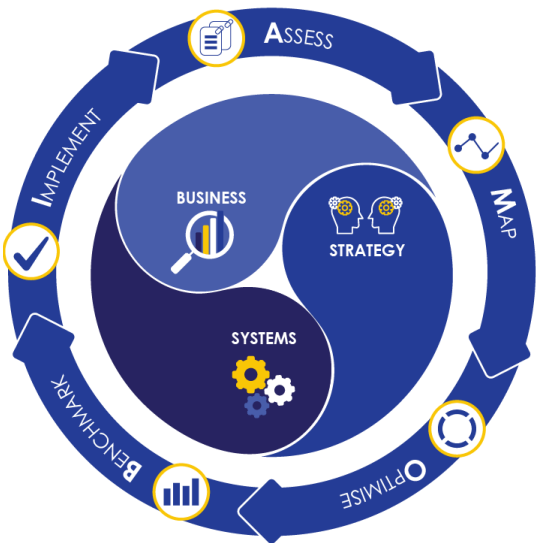 ASSESS
MAP
OPTIMISE
BENCHMARK
IMPLEMENT
BUSINESS
STRATEGY
SYSTEMS